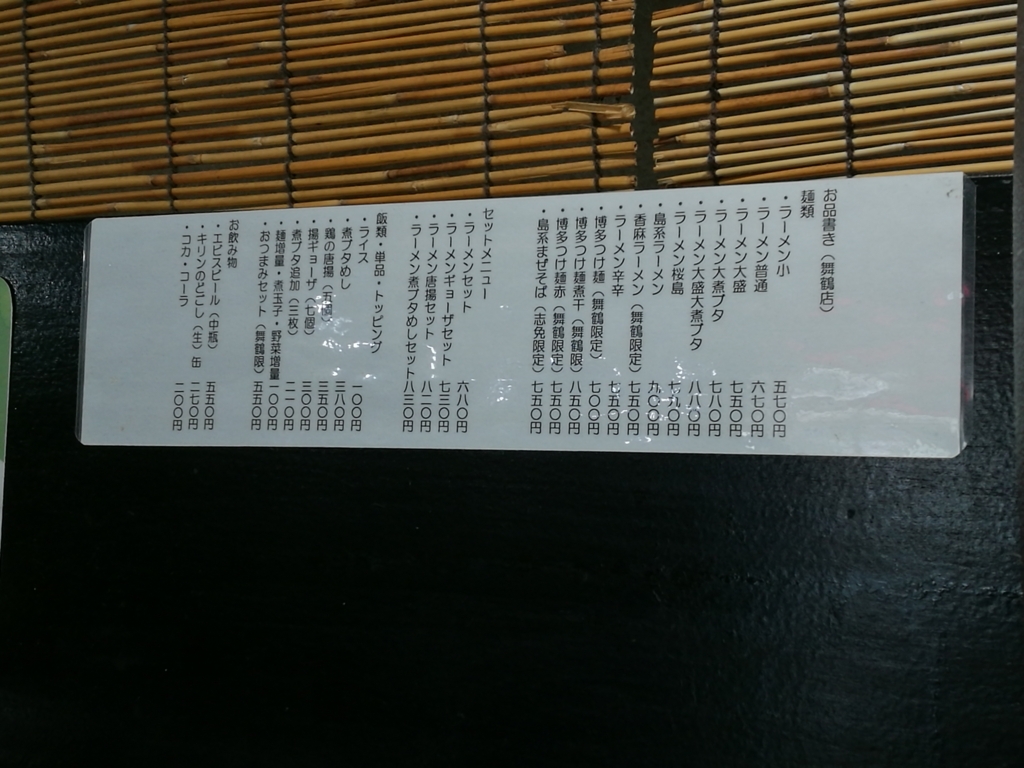 お品書き（舞鶴店）
麺類
・ラーメン小 五七〇円
・ラーメン普通 六七〇円
・ラーメン大盛 七五〇円
・ラーメン大煮ブタ 七八〇円
・ラーメン大盛大煮ブタ 八八〇円
・ラーメン桜島 七九〇円
・島系ラーメン 九〇〇円
・香麻ラーメン（舞鶴限定）七五〇円
・ラーメン辛辛 七五〇円
・博多つけ麺（舞鶴限定）七〇〇円
・博多つけ麺煮干（舞鶴限）八五〇円
・博多つけ麺赤（舞鶴限定）七五〇円
・島系まぜそば（志免限定）七五〇円
セットメニュー
・ラーメンセット 六八〇円
・ラーメンギョーザセット 七三〇円
・ラーメン唐揚セット 八二〇円
・ラーメン煮ブタめしセット八三〇円
飯類・単品・トッピング
・ライス 一〇〇円
・煮ブタめし 三八〇円
・鶏の唐揚（五個） 三五〇円
・揚ギョーザ（七個） 三〇〇円
・煮ブタ追加（三枚） 二一〇円
・麺増量・煮玉子・野菜増量 一〇〇円
・おつまみセット（舞鶴限）五五〇円
お飲み物
・エビスビール（中瓶） 五五〇円
・キリンのどごし（生）缶 二七〇円
・コカ・コーラ 二〇〇円